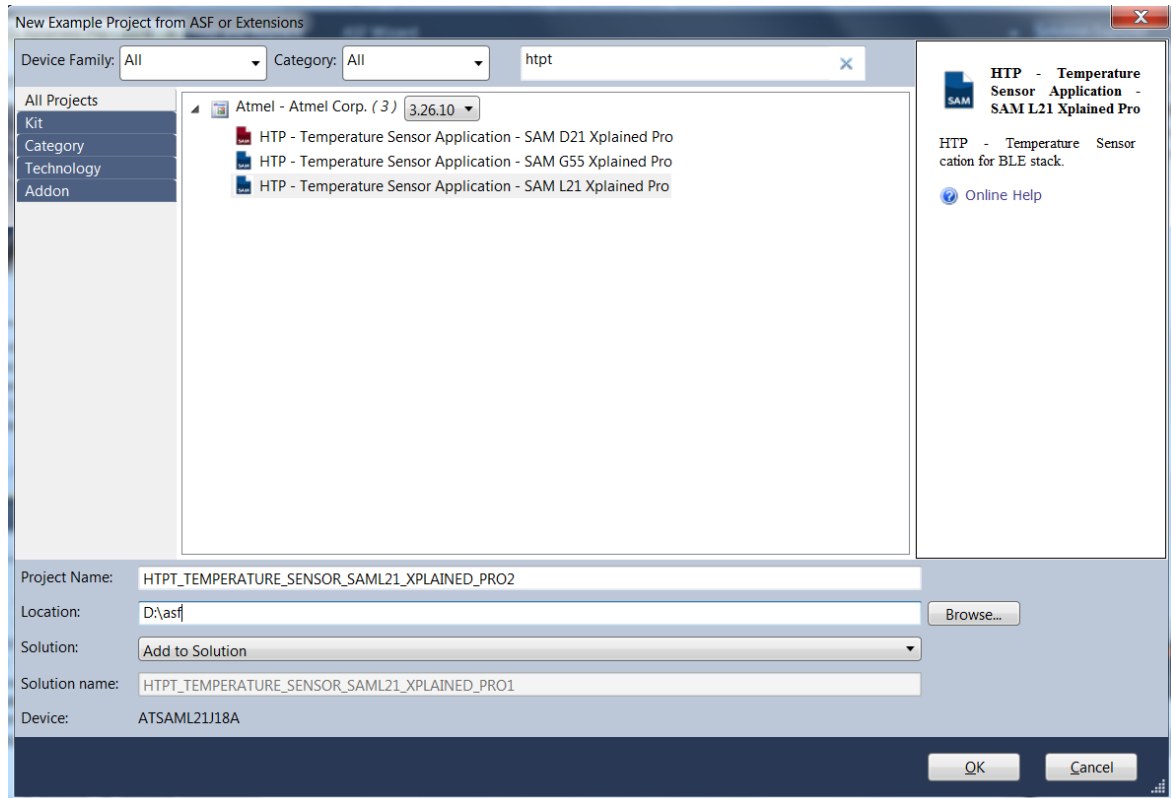 New Example Project from ASF or Extensions
Device Family: All Category: All htpt
All Projects
Kit
Category
Technology
Addon
Atmel - Atmel Corp. (3) 3.26.10
HTP - Temperature Sensor Application - SAM D21 Xplained Pro
HTP - Temperature Sensor Application - SAM G55 Xplained Pro
HTP - Temperature Sensor Application - SAM L21 Xplained Pro
HTP - Temperature
Sensor Application -
SAM L21 Xplained Pro
HTP - Temperature Sensor
cation for BLE stack.
Online Help
Project Name: HTPT_TEMPERATURE_SENSOR_SAML21_XPLAINED_PRO2
Location: D:\asf Browse...
Solution: Add to Solution
Solution name: HTPT_TEMPERATURE_SENSOR_SAML21_XPLAINED_PRO1
Device: ATSAML21J18A
OK Cancel